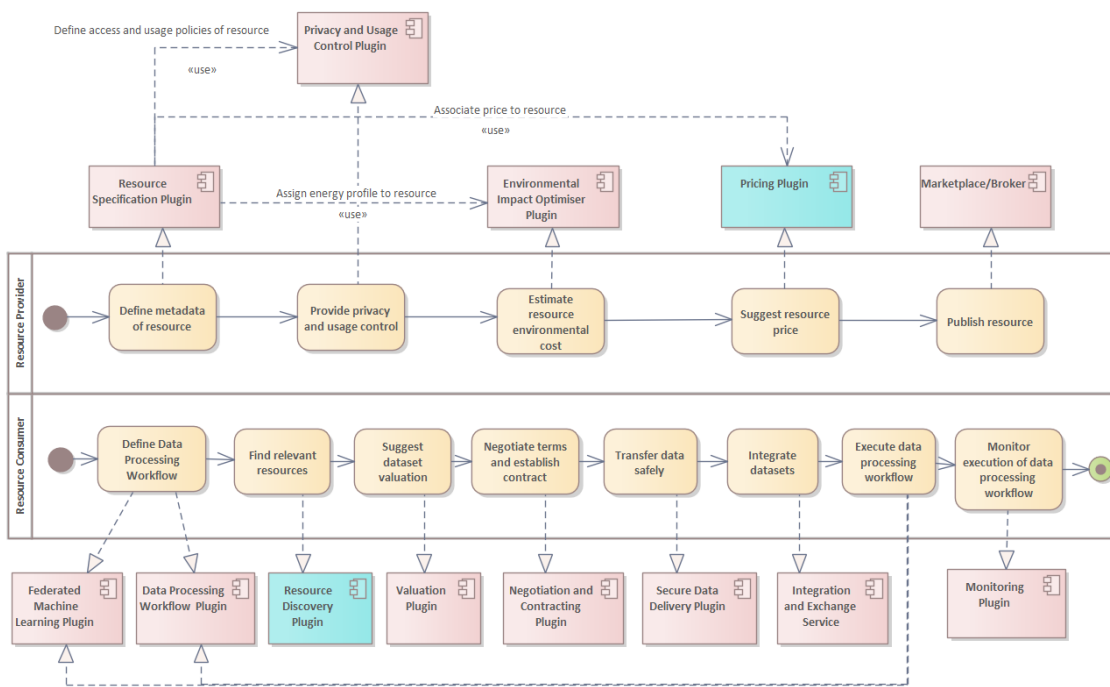 Define access and usage policies of resource
«use»
Privacy and Usage
Control Plugin
Associate price to resource
«use»
Resource
Specification Plugin
Assign energy profile to resource
«use»
Environmental
Impact Optimiser
Plugin
Pricing Plugin
Marketplace/Broker
Resource Provider
Define metadata
of resource
Provide privacy
and usage control
Estimate
resource
environmental
cost
Suggest resource
price
Publish resource
Resource Consumer
Define Data
Processing
Workflow
Find relevant
resources
Suggest
dataset
valuation
Negotiate terms
and establish
contract
Transfer data
safely
Integrate
datasets
Execute data
processing
workflow
Monitor
execution of data
processing
workflow
Federated
Machine
Learning Plugin
Data Processing
Workflow Plugin
Resource
Discovery
Plugin
Valuation
Plugin
Negotiation and
Contracting
Plugin
Secure Data
Delivery Plugin
Integration
and Exchange
Service
Monitoring
Plugin